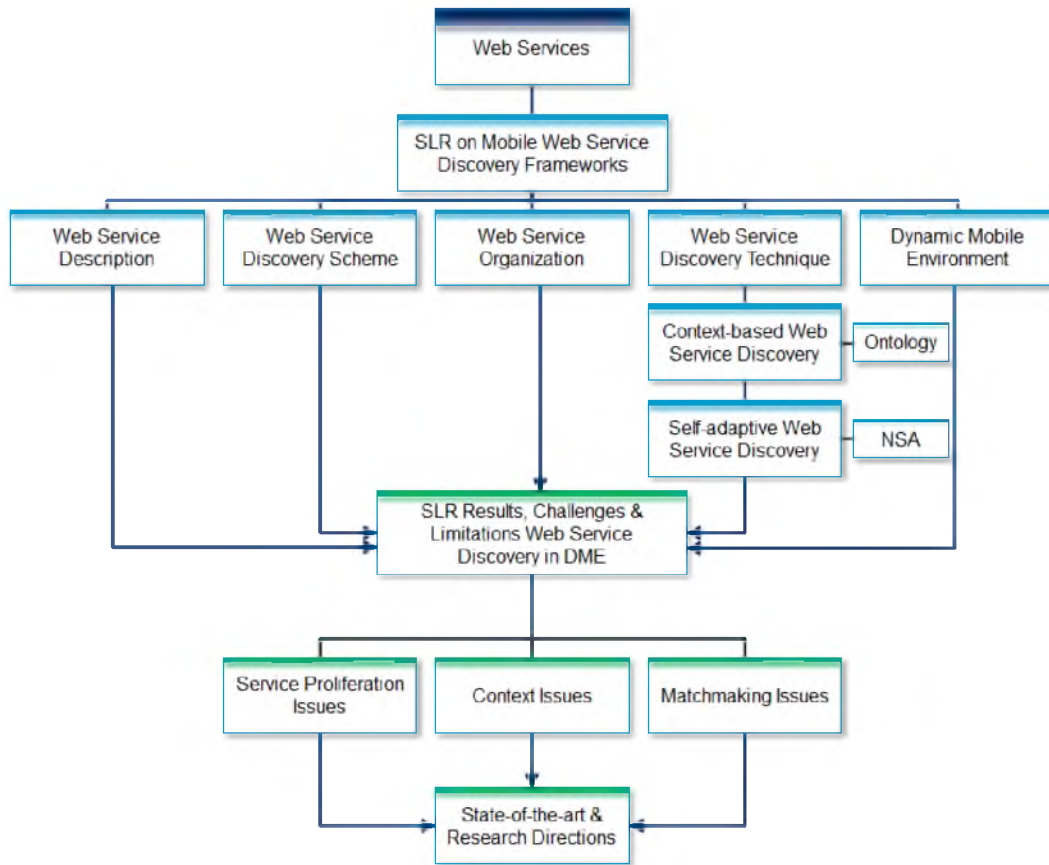 Web Services
SLR on Mobile Web Service
Discovery Frameworks
Web Service
Description
Web Service
Discovery Scheme
Web Service
Organization
Web Service
Discovery Technique
Dynamic Mobile
Environment
Context-based Web
Service Discovery
Ontology
Self-adaptive Web
Service Discovery
NSA
SLR Results, Challenges &
Limitations Web Service
Discovery in DME
Service Proliferation
Issues
Context Issues
Matchmaking Issues
State-of-the-art &
Research Directions